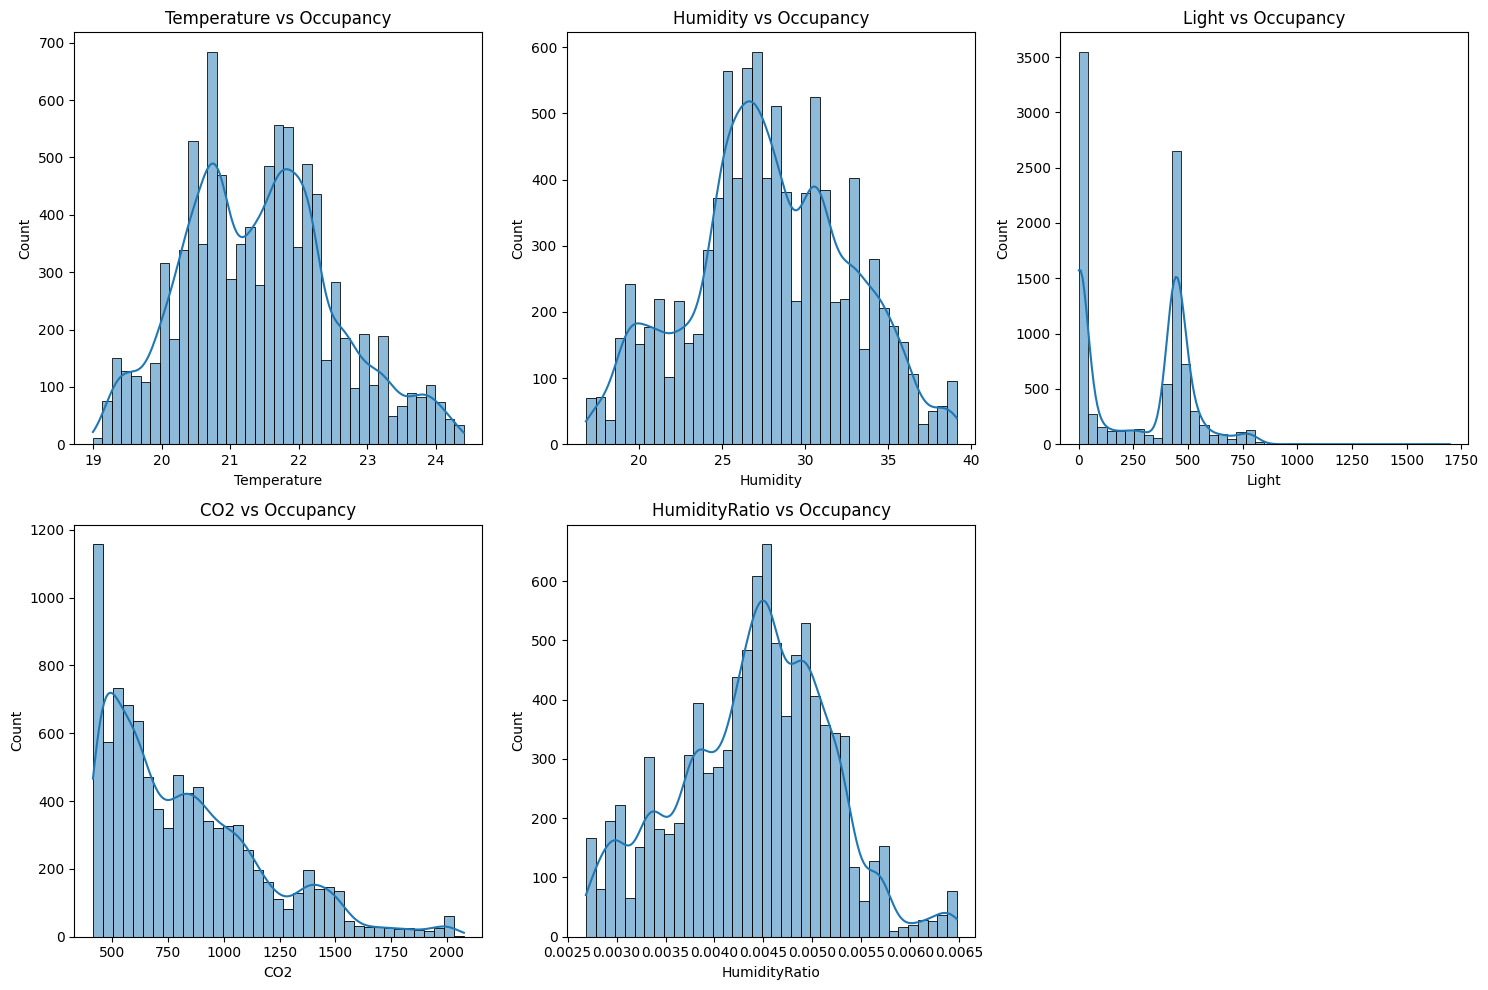 Temperature vs Occupancy
700
600
500
400
300
200
100
0
Count
19 20 21 22 23 24
Temperature
Humidity vs Occupancy
600
500
400
300
200
100
0
Count
20 25 30 35 40
Humidity
Light vs Occupancy
3500
3000
2500
2000
1500
1000
500
0
Count
0 250 500 750 1000 1250 1500 1750
Light
CO2 vs Occupancy
1200
1000
800
600
400
200
0
Count
500 750 1000 1250 1500 1750 2000
CO2
HumidityRatio vs Occupancy
600
500
400
300
200
100
0
Count
0.0025 0.0030 0.0035 0.0040 0.0045 0.0050 0.0055 0.0060 0.0065
HumidityRatio